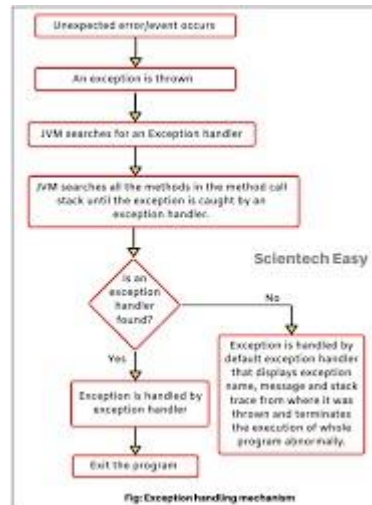 Unexpected error/event occurs
An exception is thrown
JVM searches for an Exception handler
JVM searches all the methods in the method call
stack until the exception is caught by an
exception handler.
Scientech Easy
Is an
exception
handler
found?
No
Yes
Exception is handled by
default exception handler
that displays exception
name, message and stack
trace from where it was
thrown and terminates
the execution of whole
program abnormally.
Exception is handled by
exception handler
Exit the program
Fig: Exception handling mechanism